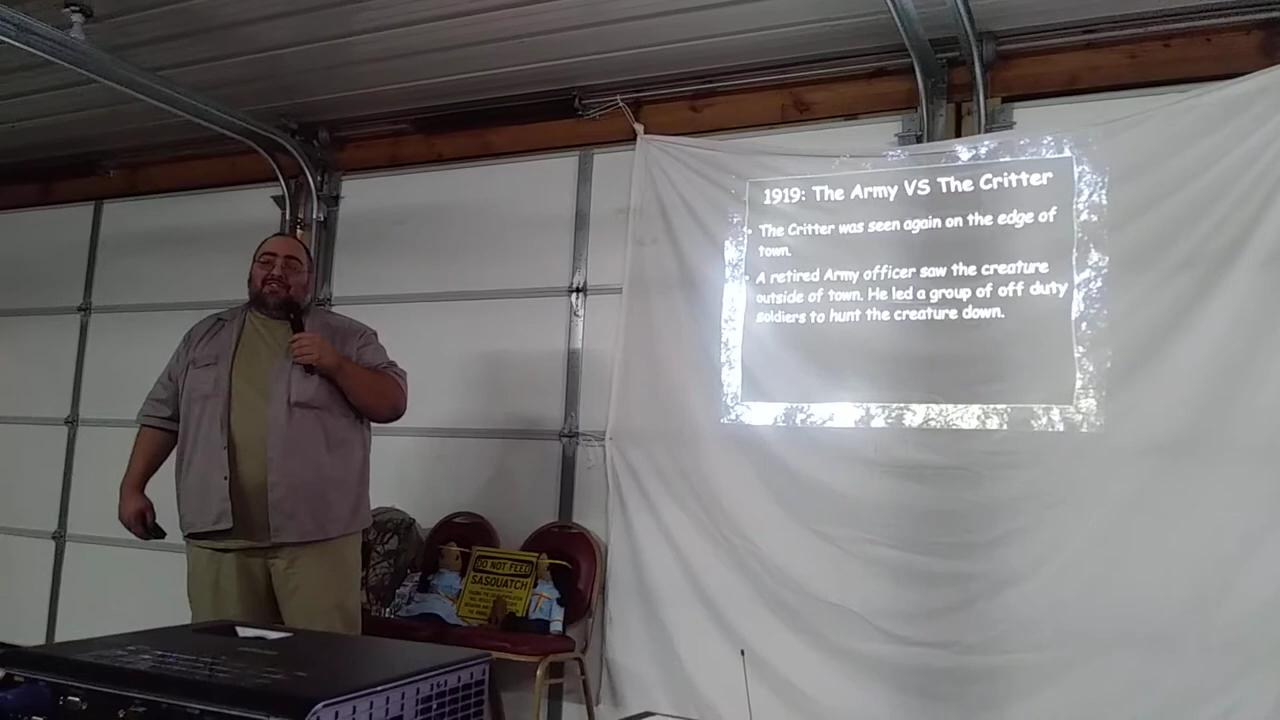 1919: The Army VS The Critter
The Critter was seen again on the edge of
town.
A retired Army officer saw the creature
outside of town. He led a group of off duty
soldiers to hunt the creature down.
DO NOT FEED
SASQUATCH